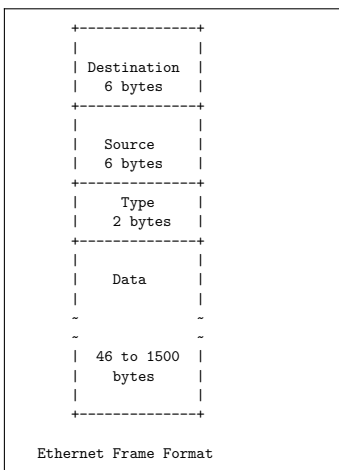 Destination
6 bytes
Source
6 bytes
Type
2 bytes
Data
46 to 1500
bytes
Ethernet Frame Format